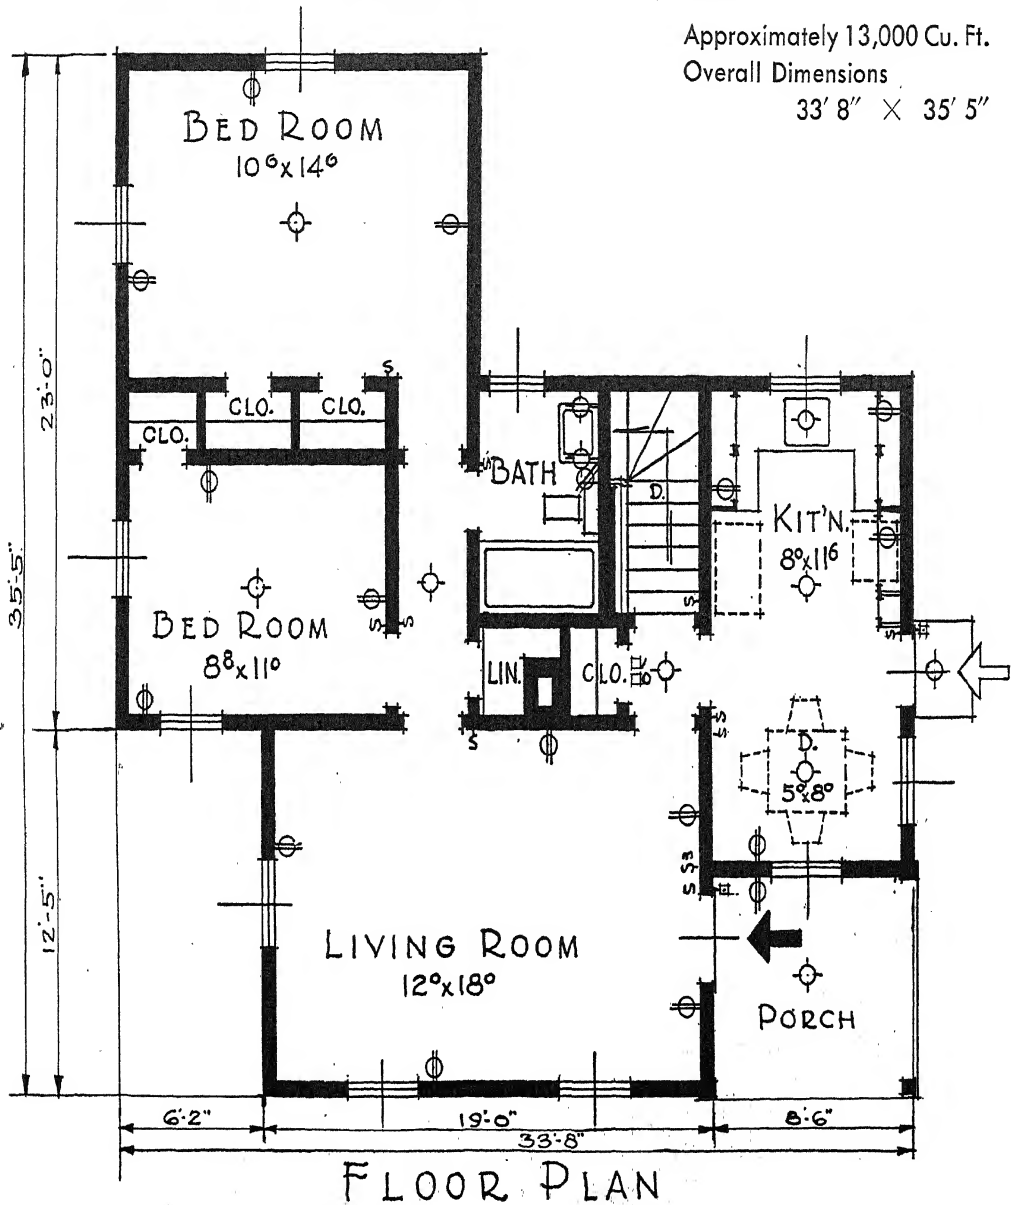 Approximately 13,000 Cu. Ft.
Overall Dimensions
33' 8" X 35' 5"
BED ROOM
10⁶x14⁶
S
23'-0"
CLO.
CLO.
CLO.
S
BATH
D.
KIT'N.
8⁰x11⁶
35'-5"
BED ROOM
8⁸x11⁰
S
S
S
S
LIN.
CLO.
S
S
S
D.
5⁰x8⁰
S3
S
12'-5"
LIVING ROOM
12⁰x18⁰
PORCH
6'-2"
19'-0"
8'-6"
33'-8"
FLOOR PLAN